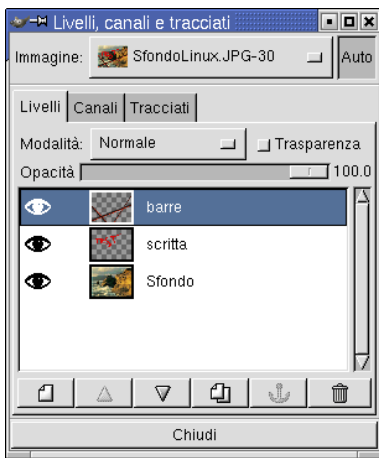 Livelli, canali e tracciati
Immagine: SfondoLinux.JPG-30 Auto
Livelli Canali Tracciati
Modalità: Normale Trasparenza
Opacità 100.0
barre
scritta
Sfondo
Chiudi